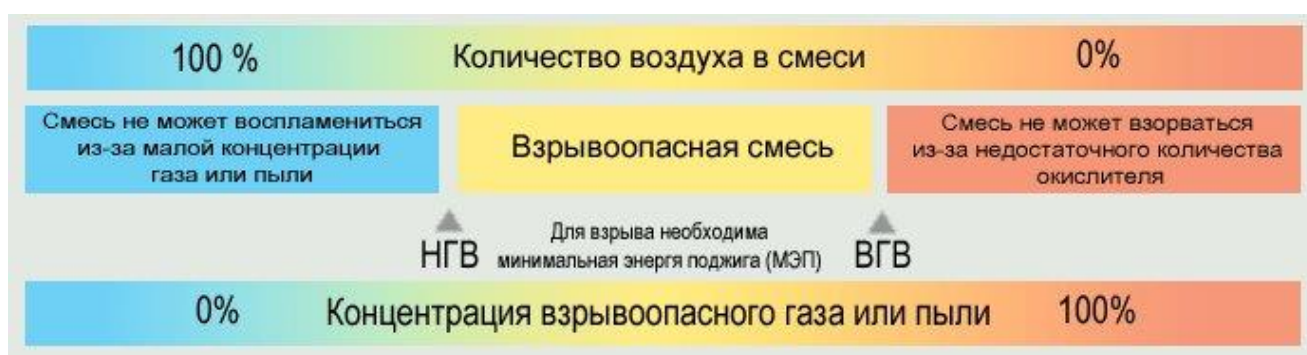 100 % Количество воздуха в смеси 0%
Смесь не может воспламениться
из-за малой концентрации
газа или пыли
Взрывоопасная смесь
Смесь не может взорваться
из-за недостаточного количества
окислителя
НГВ
Для взрыва необходима
минимальная энергя поджига (МЭП)
ВГВ
0% Концентрация взрывоопасного газа или пыли 100%